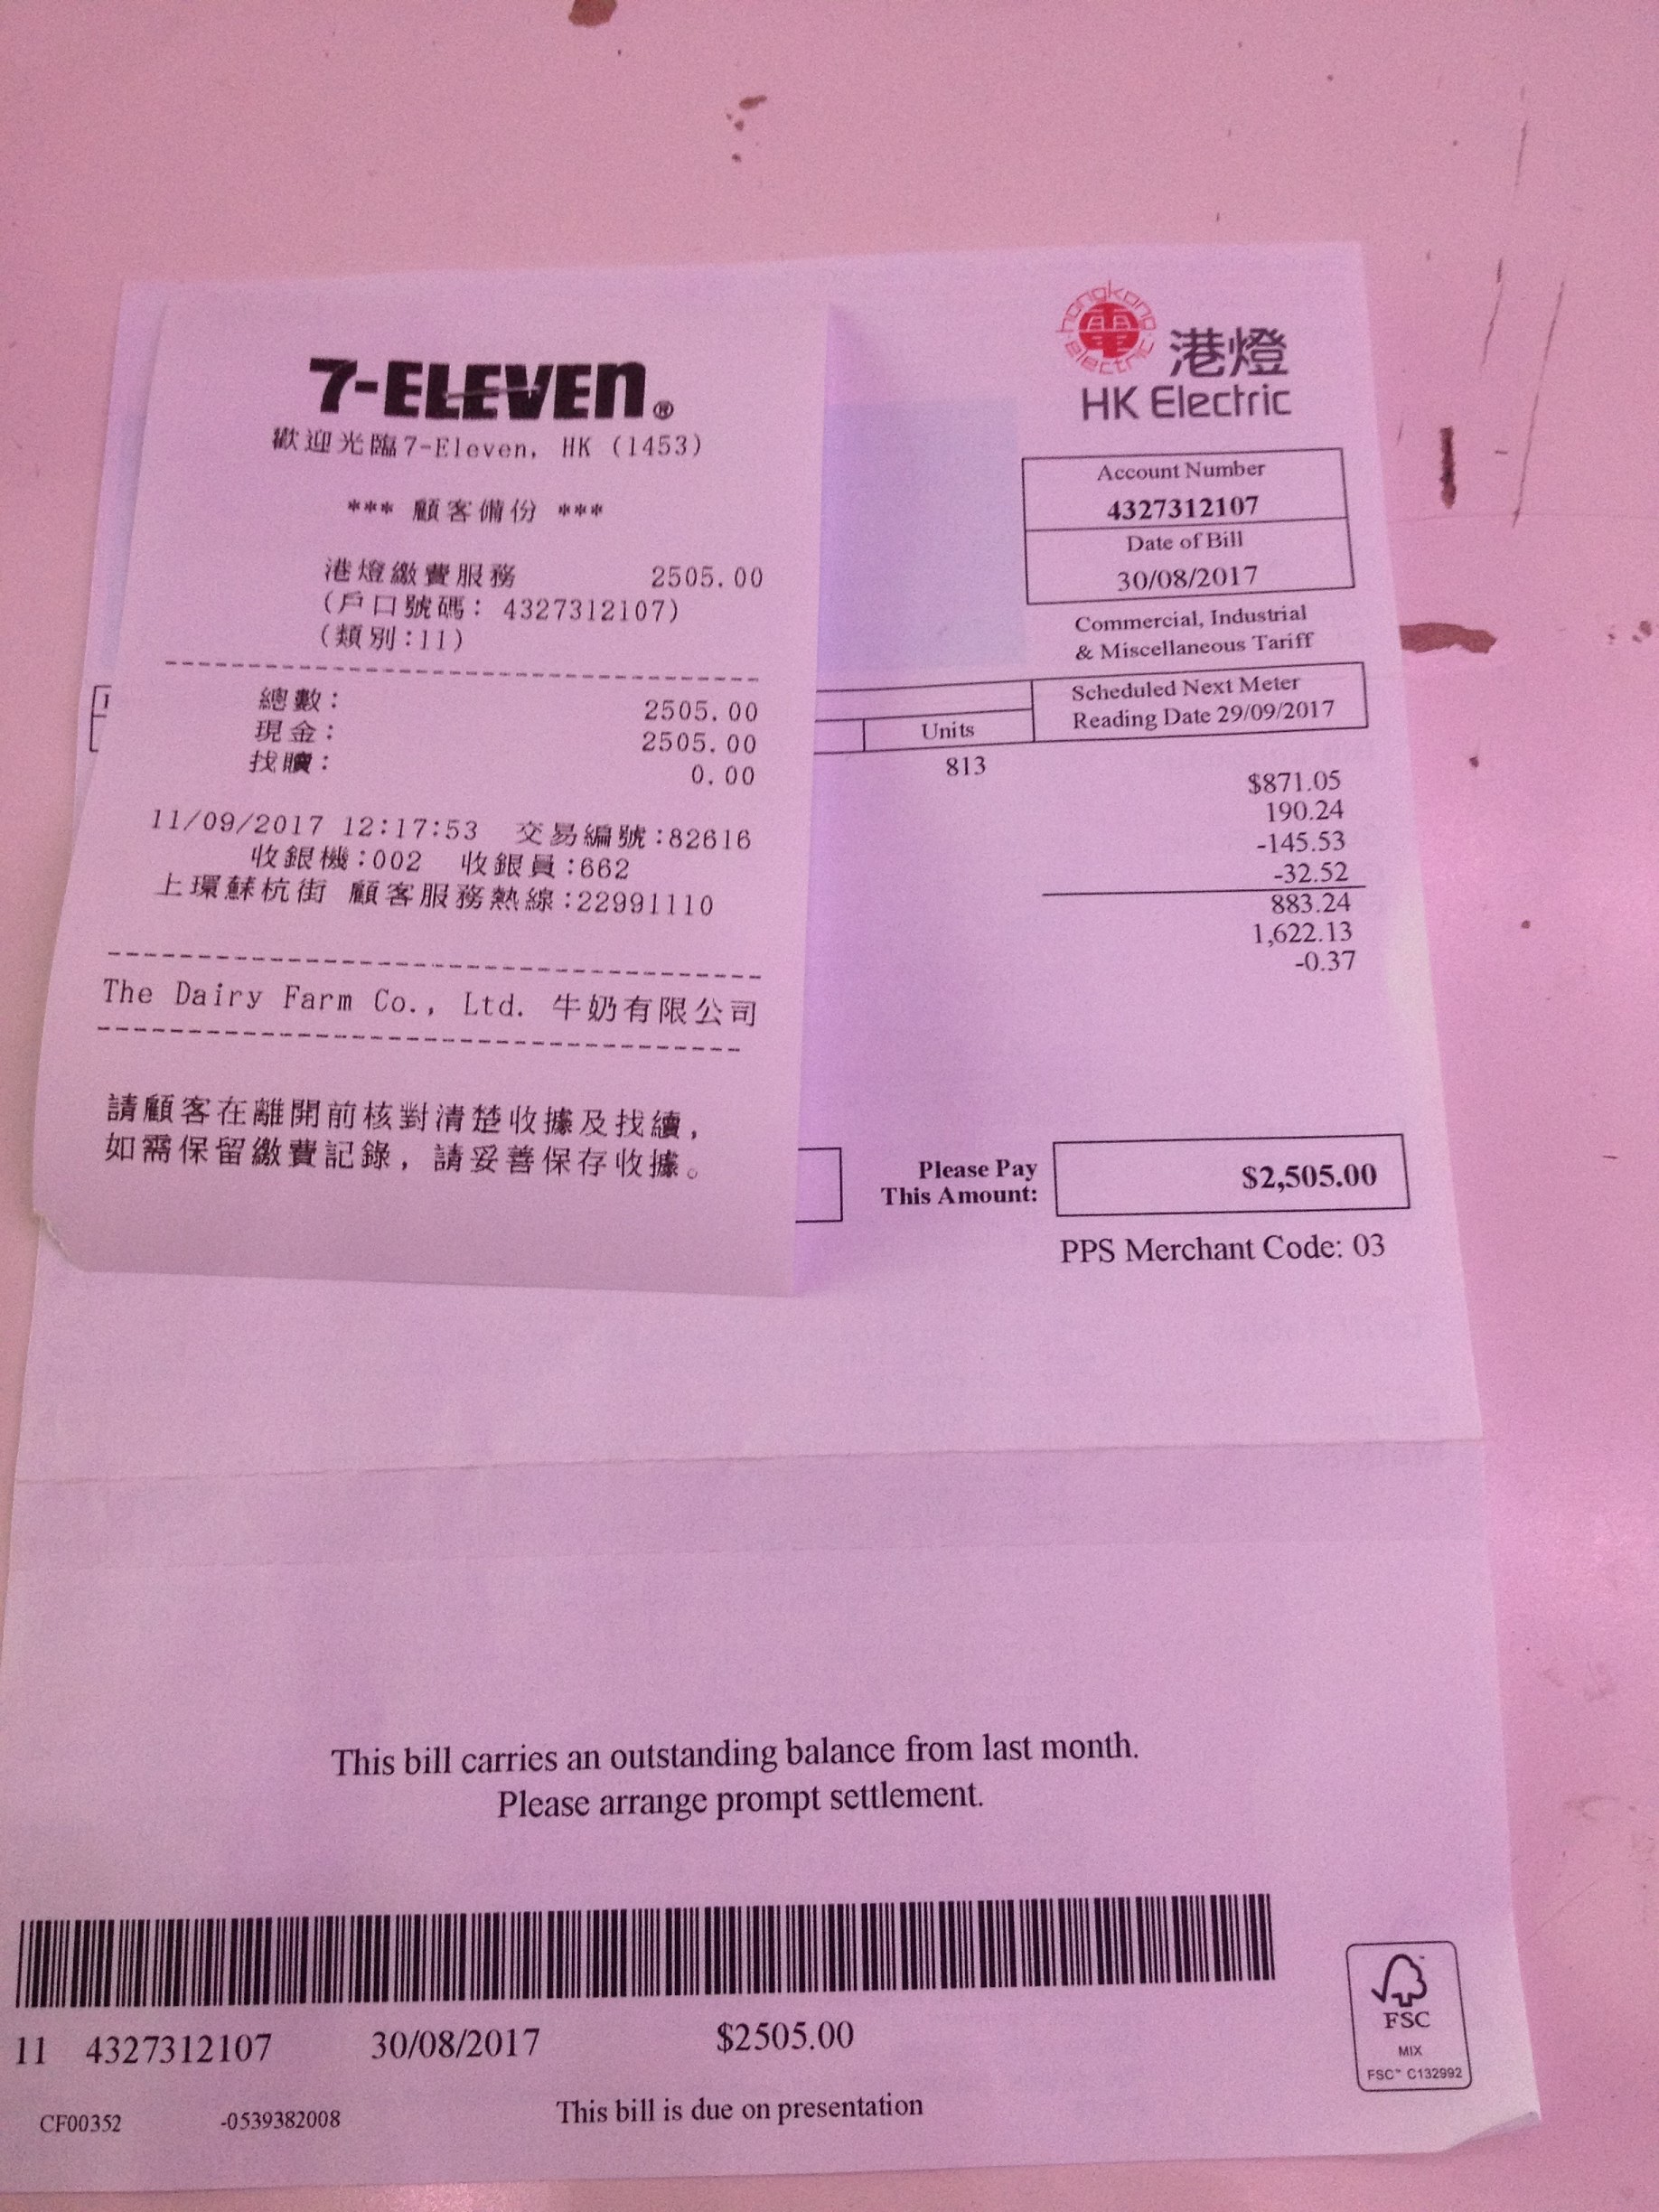 7-ELEVEN®
歡迎光臨7-Eleven, HK (1453)
*** 顧客備份 ***
港燈繳費服務 2505.00
(戶口號碼: 4327312107)
(類別:11)
總數: 2505.00
現金: 2505.00
找贖: 0.00
11/09/2017 12:17:53 交易編號:82616
收銀機:002 收銀員:662
上環蘇杭街 顧客服務熱線:22991110
The Dairy Farm Co., Ltd. 牛奶有限公司
請顧客在離開前核對清楚收據及找續,
如需保留繳費記錄, 請妥善保存收據。
hongkong electric
電
港燈
HK Electric
Account Number
4327312107
Date of Bill
30/08/2017
Commercial, Industrial
& Miscellaneous Tariff
Scheduled Next Meter
Reading Date 29/09/2017
Units
813
$871.05
190.24
-145.53
-32.52
883.24
1,622.13
-0.37
Please Pay
This Amount:
$2,505.00
PPS Merchant Code: 03
This bill carries an outstanding balance from last month.
Please arrange prompt settlement.
11 4327312107 30/08/2017 $2505.00
CF00352 -0539382008 This bill is due on presentation
FSC
MIX
FSC™ C132992